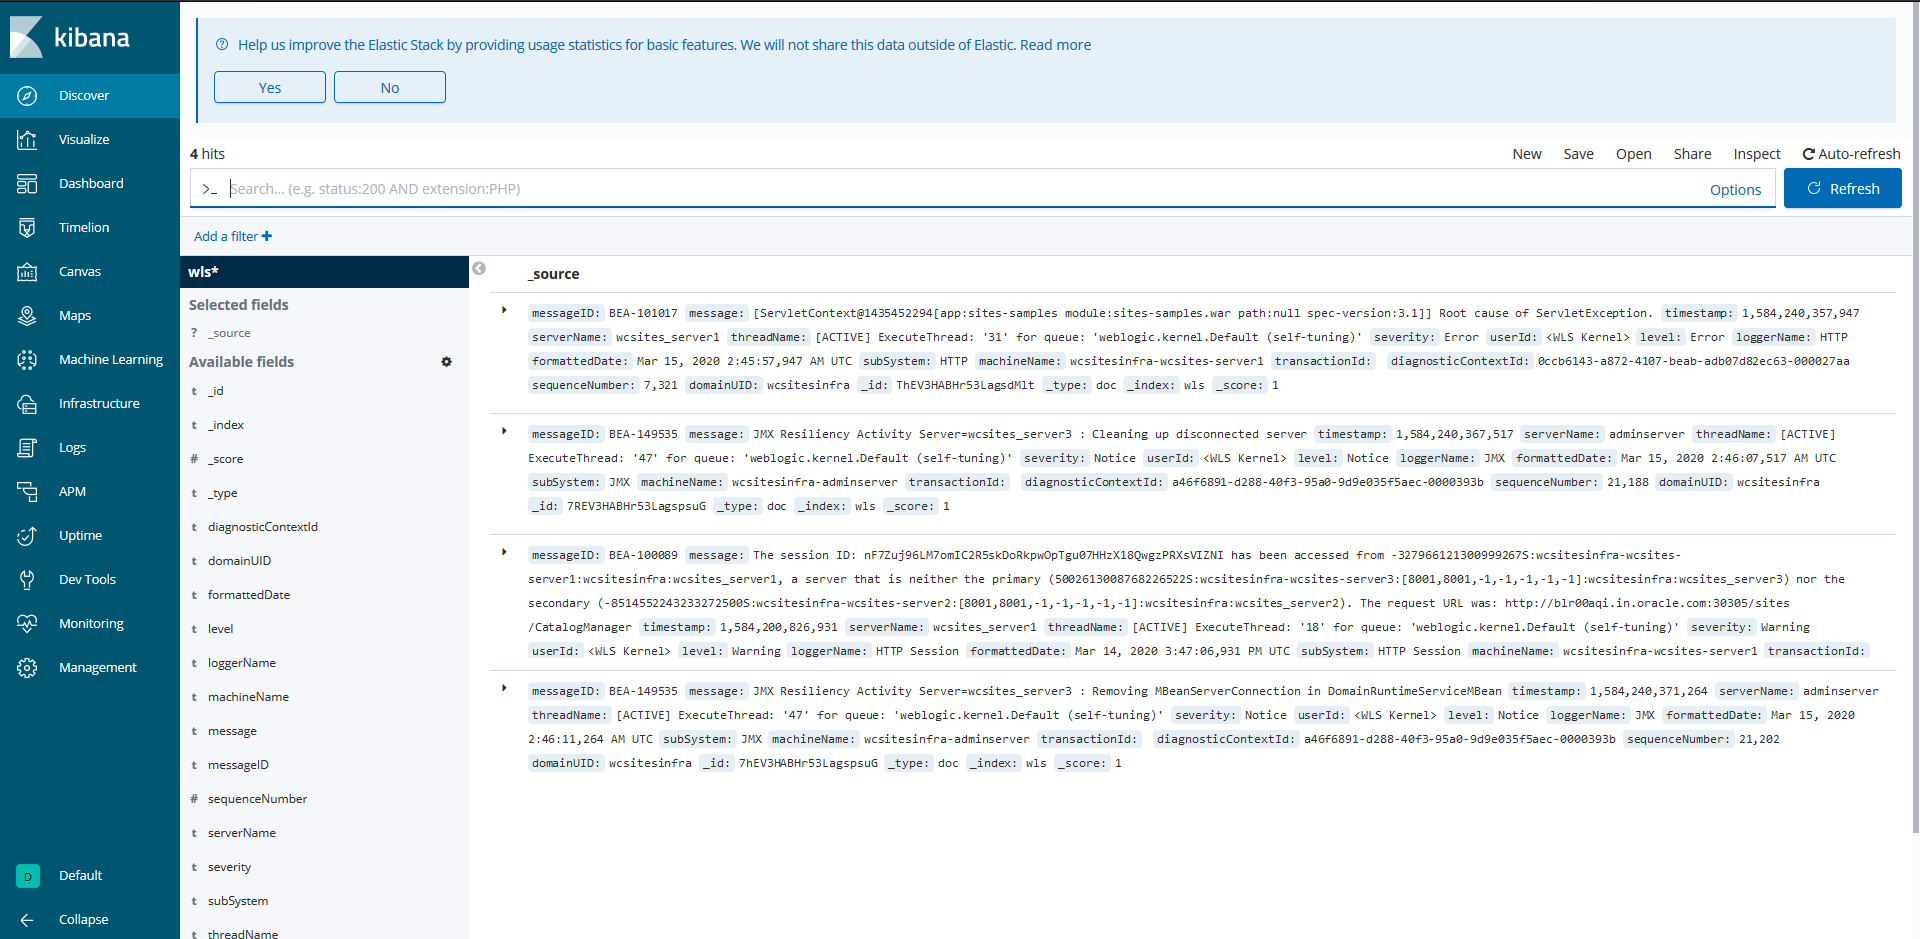 kibana
Discover
Visualize
Dashboard
Timelion
Canvas
Maps
Machine Learning
Infrastructure
Logs
APM
Uptime
Dev Tools
Monitoring
Management
D Default
Collapse
Help us improve the Elastic Stack by providing usage statistics for basic features. We will not share this data outside of Elastic. Read more
Yes No
4 hits New Save Open Share Inspect Auto-refresh
>_ Search... (e.g. status:200 AND extension:PHP) Options Refresh
Add a filter +
wls*
Selected fields
? _source
Available fields
t _id
t _index
# _score
t _type
t diagnosticContextId
t domainUID
t formattedDate
t level
t loggerName
t machineName
t message
t messageID
# sequenceNumber
t serverName
t severity
t subSystem
t threadName
_source
messageID: BEA-101017 message: [ServletContext@1435452294[app:sites-samples module:sites-samples.war path:null spec-version:3.1]] Root cause of ServletException. timestamp: 1,584,240,357,947
serverName: wcsites_server1 threadName: [ACTIVE] ExecuteThread: '31' for queue: 'weblogic.kernel.Default (self-tuning)' severity: Error userId: <WLS Kernel> level: Error loggerName: HTTP
formattedDate: Mar 15, 2020 2:45:57,947 AM UTC subSystem: HTTP machineName: wcsitesinfra-wcsites-server1 transactionId: diagnosticContextId: 0ccb6143-a872-4107-beab-adb07d82ec63-000027aa
sequenceNumber: 7,321 domainUID: wcsitesinfra _id: ThEV3HABHr53LagsdMlt _type: doc _index: wls _score: 1
messageID: BEA-149535 message: JMX Resiliency Activity Server=wcsites_server3 : Cleaning up disconnected server timestamp: 1,584,240,367,517 serverName: adminserver threadName: [ACTIVE]
ExecuteThread: '47' for queue: 'weblogic.kernel.Default (self-tuning)' severity: Notice userId: <WLS Kernel> level: Notice loggerName: JMX formattedDate: Mar 15, 2020 2:46:07,517 AM UTC
subSystem: JMX machineName: wcsitesinfra-adminserver transactionId: diagnosticContextId: a46f6891-d288-40f3-95a0-9d9e035f5aec-0000393b sequenceNumber: 21,188 domainUID: wcsitesinfra
_id: 7REV3HABHr53LagspsuG _type: doc _index: wls _score: 1
messageID: BEA-100089 message: The session ID: nF7Zuj96LM7omIC2R5skDoRkpwOpTgu07HHzX18QwgzPRXsVIZNI has been accessed from -3279661213009992675:wcsitesinfra-wcsites-
server1:wcsitesinfra:wcsites_server1, a server that is neither the primary (5002613008768226522S:wcsitesinfra-wcsites-server3:[8001,8001,-1,-1,-1,-1,-1]:wcsitesinfra:wcsites_server3) nor the
secondary (-8514552243233272500S:wcsitesinfra-wcsites-server2:[8001,8001,-1,-1,-1,-1,-1]:wcsitesinfra:wcsites_server2). The request URL was: http://blr00aqi.in.oracle.com:30305/sites
/CatalogManager timestamp: 1,584,200,826,931 serverName: wcsites_server1 threadName: [ACTIVE] ExecuteThread: '18' for queue: 'weblogic.kernel.Default (self-tuning)' severity: Warning
userId: <WLS Kernel> level: Warning loggerName: HTTP Session formattedDate: Mar 14, 2020 3:47:06,931 PM UTC subSystem: HTTP Session machineName: wcsitesinfra-wcsites-server1 transactionId:
messageID: BEA-149535 message: JMX Resiliency Activity Server=wcsites_server3 : Removing MBeanServerConnection in DomainRuntimeServiceMBean timestamp: 1,584,240,371,264 serverName: adminserver
threadName: [ACTIVE] ExecuteThread: '47' for queue: 'weblogic.kernel.Default (self-tuning)' severity: Notice userId: <WLS Kernel> level: Notice loggerName: JMX formattedDate: Mar 15, 2020
2:46:11,264 AM UTC subSystem: JMX machineName: wcsitesinfra-adminserver transactionId: diagnosticContextId: a46f6891-d288-40f3-95a0-9d9e035f5aec-0000393b sequenceNumber: 21,202
domainUID: wcsitesinfra _id: 7hEV3HABHr53LagspsuG _type: doc _index: wls _score: 1